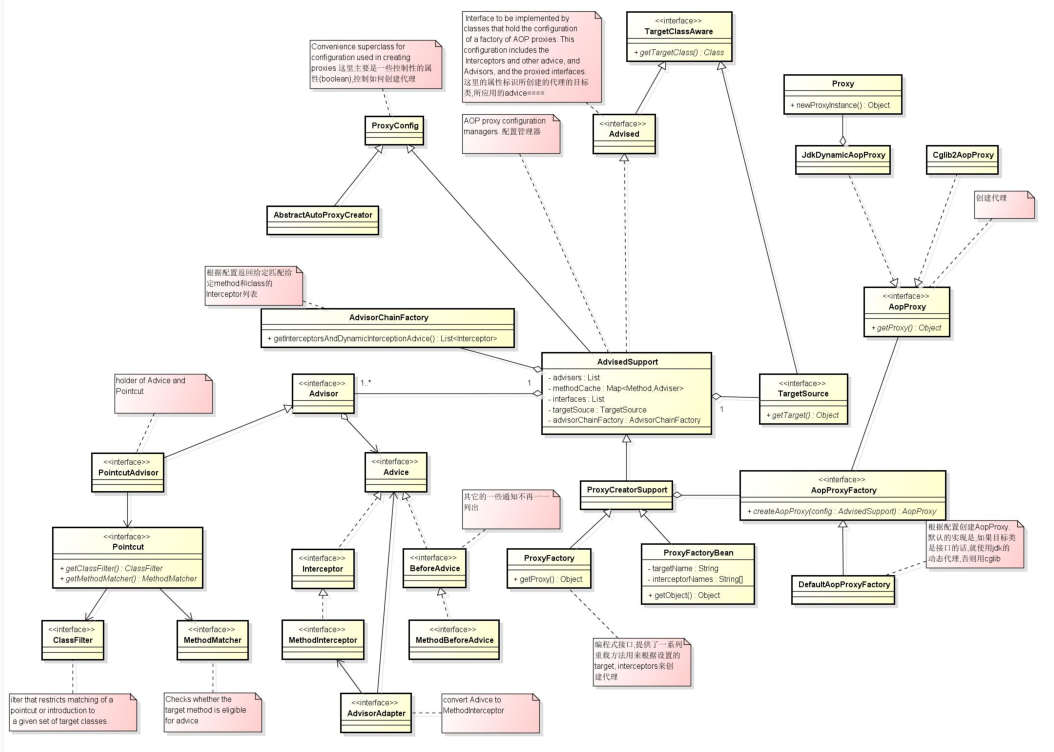 Interface to be implemented by
classes that hold the configuration
of a factory of AOP proxies. This
configuration includes the
Interceptors and other advice, and
Advisors, and the proxied interfaces.
这里的属性标识所创建的代理的目标
类,所应用的advice====
<<interface>>
TargetClassAware
+ getTargetClass() : Class
Convenience superclass for
configuration used in creating
proxies 这里主要是一些控制性的属
性(boolean),控制如何创建代理
Proxy
+ newProxyInstance() : Object
ProxyConfig
AOP proxy configuration
managers. 配置管理器
<<interface>>
Advised
JdkDynamicAopProxy
Cglib2AopProxy
创建代理
AbstractAutoProxyCreator
根据配置返回给定匹配给
定method和class的
Interceptor列表
<<interface>>
AopProxy
+ getProxy() : Object
AdvisorChainFactory
+ getInterceptorsAndDynamicInterceptionAdvice() : List<Interceptor>
AdvisedSupport
- advisers : List
- methodCache : Map<Method,Adviser>
- interfaces : List
- targetSouce : TargetSource
- advisorChainFactory : AdvisorChainFactory
holder of Advice and
Pointcut
<<interface>>
Advisor
1..*
1
1
<<interface>>
TargetSource
+ getTarget() : Object
<<interface>>
PointcutAdvisor
<<interface>>
Advice
ProxyCreatorSupport
<<interface>>
AopProxyFactory
+ createAopProxy(config : AdvisedSupport) : AopProxy
其它的一些通知不再一一
列出
根据配置创建AopProxy.
默认的实现是,如果目标类
是接口的话,就使用jdk的
动态代理,否则用cglib
<<interface>>
Pointcut
+ getClassFilter() : ClassFilter
+ getMethodMatcher() : MethodMatcher
<<interface>>
Interceptor
<<interface>>
BeforeAdvice
ProxyFactory
+ getProxy() : Object
ProxyFactoryBean
- targetName : String
- interceptorNames : String[]
+ getObject() : Object
DefaultAopProxyFactory
<<interface>>
ClassFilter
<<interface>>
MethodMatcher
<<interface>>
MethodInterceptor
<<interface>>
MethodBeforeAdvice
编程式接口,提供了一系列
重载方法用来根据设置的
target, interceptors来创
建代理
ilter that restricts matching of a
pointcut or introduction to
a given set of target classes.
Checks whether the
target method is eligible
for advice
<<interface>>
AdvisorAdapter
convert Adivce to
MethodInterceptor